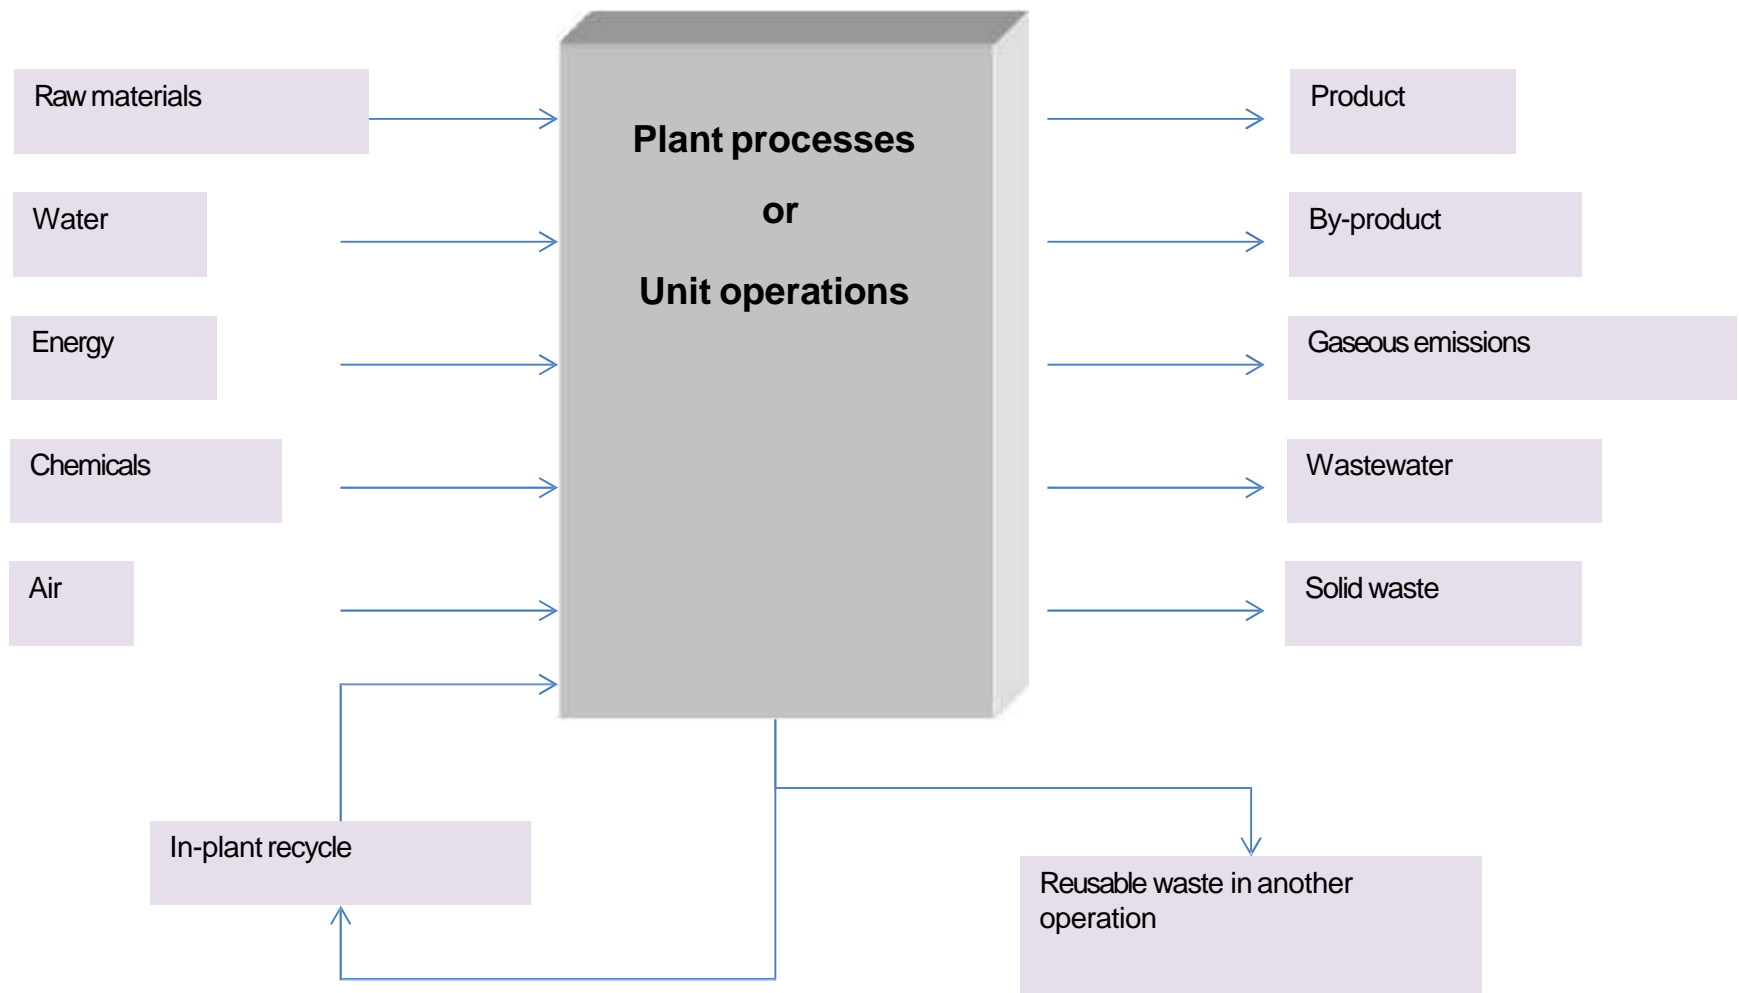 Raw materials
Water
Energy
Chemicals
Air
Plant processes
or
Unit operations
Product
By-product
Gaseous emissions
Wastewater
Solid waste
In-plant recycle
Reusable waste in another
operation